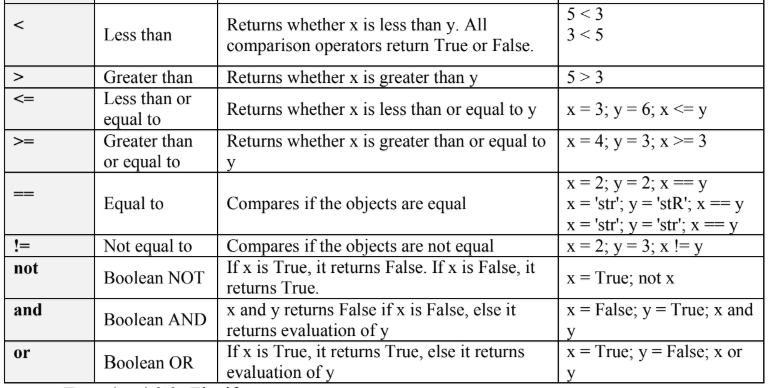 < Less than Returns whether x is less than y. All comparison operators return True or False. 5 < 3
3 < 5
> Greater than Returns whether x is greater than y 5 > 3
<= Less than or equal to Returns whether x is less than or equal to y x = 3; y = 6; x <= y
>= Greater than or equal to Returns whether x is greater than or equal to y x = 4; y = 3; x >= 3
== Equal to Compares if the objects are equal x = 2; y = 2; x == y
x = 'str'; y = 'stR'; x == y
x = 'str'; y = 'str'; x == y
!= Not equal to Compares if the objects are not equal x = 2; y = 3; x != y
not Boolean NOT If x is True, it returns False. If x is False, it returns True. x = True; not x
and Boolean AND x and y returns False if x is False, else it returns evaluation of y x = False; y = True; x and y
or Boolean OR If x is True, it returns True, else it returns evaluation of y x = True; y = False; x or y